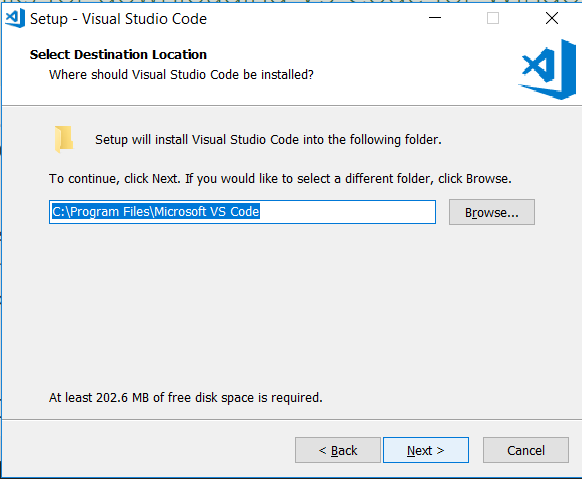 Setup - Visual Studio Code
Select Destination Location
Where should Visual Studio Code be installed?
Setup will install Visual Studio Code into the following folder.
To continue, click Next. If you would like to select a different folder, click Browse.
C:\Program Files\Microsoft VS Code
Browse...
At least 202.6 MB of free disk space is required.
< Back
Next >
Cancel